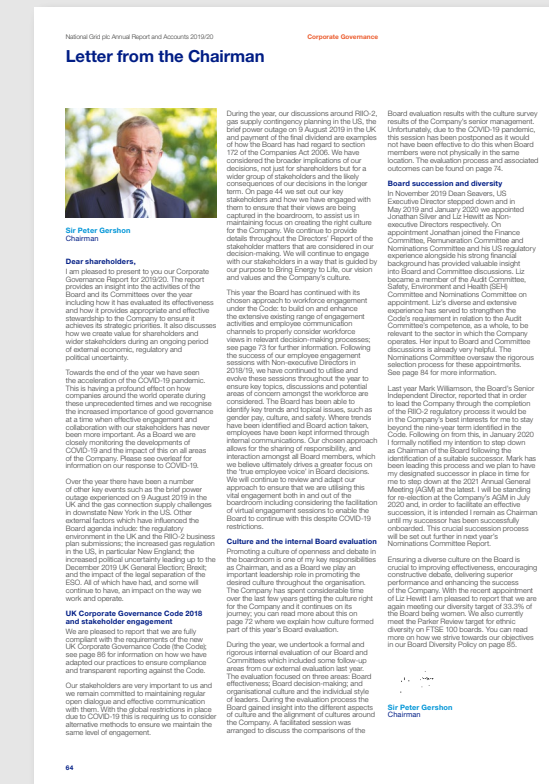 National Grid plc Annual Report and Accounts 2019/20
Corporate Governance
Letter from the Chairman
Sir Peter Gershon
Chairman
Dear shareholders,
I am pleased to present to you our Corporate
Governance Report for 2019/20. The report
provides an insight into the activities of the
Board and its Committees over the year
including how it has evaluated its effectiveness
and how it provides appropriate and effective
stewardship to the Company to ensure it
achieves its strategic priorities. It also discusses
how we create value for shareholders and
wider stakeholders during an ongoing period
of external economic, regulatory and
political uncertainty.
Towards the end of the year we have
seen the acceleration of the COVID-19 pandemic.
This is having a profound effect on how
companies around the world operate during
these unprecedented times and we recognise
the increased importance of good governance
at a time when effective engagement and
collaboration with our stakeholders has never
been more important. As a Board we are
closely monitoring the developments of
COVID-19 and the impact of this on all areas
of the Company. Please see overleaf for
information on our response to COVID-19.
Over the year there have been a number
of other key events such as the brief power
outage experienced on 9 August 2019 in the
UK and the gas connection supply challenges
in downstate New York in the US. Other
external factors which have influenced the
Board agenda include: the regulatory
environment in the UK and the RIIO-2 business
plan submissions; the increased gas regulation
in the US, in particular New England; the
increased political uncertainty leading up to the
December 2019 UK General Election; Brexit;
and the impact of the legal separation of the
ESO. All of which have had, and some will
continue to have, an impact on the way we
work and operate.
UK Corporate Governance Code 2018
and stakeholder engagement
We are pleased to report that we are fully
compliant with the requirements of the new
UK Corporate Governance Code (the Code);
see page 86 for information on how we have
adapted our practices to ensure compliance
and transparent reporting against the Code.
Our stakeholders are very important to us and
we remain committed to maintaining regular
open dialogue and effective communication
with them. With the global restrictions in place
due to COVID-19 this is requiring us to consider
alternative methods to ensure we maintain the
same level of engagement.
During the year, our discussions around RIIO-2,
gas supply contingency planning in the US, the
brief power outage on 9 August 2019 in the UK
and payment of the final dividend are examples
of how the Board has had regard to section
172 of the Companies Act 2006. We have
considered the broader implications of our
decisions, not just for shareholders but for a
wider group of stakeholders and the likely
consequences of our decisions in the longer
term. On page 44 we set out our key
stakeholders and how we have engaged with
them to ensure that their views are being
captured in the boardroom, to assist us in
maintaining focus on creating the right culture
for the Company. We continue to provide
details throughout the Directors' Report of the
stakeholder matters that are considered in our
decision-making. We will continue to engage
with our stakeholders in a way that is guided by
our purpose to Bring Energy to Life, our vision
and values and the Company's culture.
This year the Board has continued with its
chosen approach to workforce engagement
under the Code: to build on and enhance
the extensive existing range of engagement
activities and employee communication
channels to properly consider workforce
views in relevant decision-making processes;
see page 73 for further information. Following
the success of our employee engagement
sessions with Non-executive Directors in
2018/19, we have continued to utilise and
evolve these sessions throughout the year to
ensure key topics, discussions and potential
areas of concern amongst the workforce are
considered. The Board has been able to
identify key trends and topical issues, such as
gender pay, culture, and safety. Where trends
have been identified and Board action taken,
employees have been kept informed through
internal communications. Our chosen approach
allows for the sharing of responsibility, and
interaction amongst all Board members, which
we believe ultimately drives a greater focus on
the 'true employee voice' in Board decisions.
We will continue to review and adapt our
approach to ensure that we are utilising this
vital engagement both in and out of the
boardroom including considering the facilitation
of virtual engagement sessions to enable the
Board to continue with this despite COVID-19
restrictions.
Culture and the internal Board evaluation
Promoting a culture of openness and debate in
the boardroom is one of my key responsibilities
as Chairman, and as a Board we play an
important leadership role in promoting the
desired culture throughout the organisation.
The Company has spent considerable time
over the last few years getting the culture right
for the Company and it continues on its
journey; you can read more about this on
page 72 where we explain how culture formed
part of this year's Board evaluation.
During the year, we undertook a formal and
rigorous internal evaluation of our Board and
Committees which included some follow-up
areas from our external evaluation last year.
The evaluation focused on three areas: Board
effectiveness; Board decision-making; and
organisational culture and the individual style
of leaders. During the evaluation process the
Board gained insight into the different aspects
of culture and the alignment of cultures around
the Company. A facilitated session was
arranged to discuss the comparisons of the
Board evaluation results with the culture survey
results of the Company's senior management.
Unfortunately, due to the COVID-19 pandemic,
this session has been postponed as it would
not have been effective to do this when Board
members were not physically in the same
location. The evaluation process and associated
outcomes can be found on page 74.
Board succession and diversity
In November 2019 Dean Seavers, US
Executive Director stepped down and in
May 2019 and January 2020 we appointed
Jonathan Silver and Liz Hewitt as Non-
executive Directors respectively. On
appointment Jonathan joined the Finance
Committee, Remuneration Committee and
Nominations Committee and his US regulatory
experience alongside his strong financial
background has provided valuable insight
into Board and Committee discussions. Liz
became a member of the Audit Committee,
Safety, Environment and Health (SEH)
Committee and Nominations Committee on
appointment. Liz's diverse and extensive
experience has served to strengthen the
Code's requirement in relation to the Audit
Committee's competence, as a whole, to be
relevant to the sector in which the Company
operates. Her input to Board and Committee
discussions is already very helpful. The
Nominations Committee oversaw the rigorous
selection process for these appointments.
See page 84 for more information.
Last year Mark Williamson, the Board's Senior
Independent Director, reported that in order
to lead the Company through the completion
of the RIIO-2 regulatory process it would be
in the Company's best interests for me to stay
beyond the nine-year term identified in the
Code. Following on from this, in January 2020
I formally notified my intention to step down
as Chairman of the Board following the
identification of a suitable successor. Mark has
been leading this process and we plan to have
my designated successor in place in time for
me to step down at the 2021 Annual General
Meeting (AGM) at the latest. I will be standing
for re-election at the Company's AGM in July
2020 and, in order to facilitate an effective
succession, it is intended I remain as Chairman
until my successor has been successfully
onboarded. This crucial succession process
will be set out further in next year's
Nominations Committee Report.
Ensuring a diverse culture on the Board is
crucial to improving effectiveness, encouraging
constructive debate, delivering superior
performance and enhancing the success
of the Company. With the recent appointment
of Liz Hewitt I am pleased to report that we are
again meeting our diversity target of 33.3% of
the Board being women. We also currently
meet the Parker Review target for ethnic
diversity on FTSE 100 boards. You can read
more on how we strive towards our objectives
in our Board Diversity Policy on page 85.
Sir Peter Gershon
Chairman
64